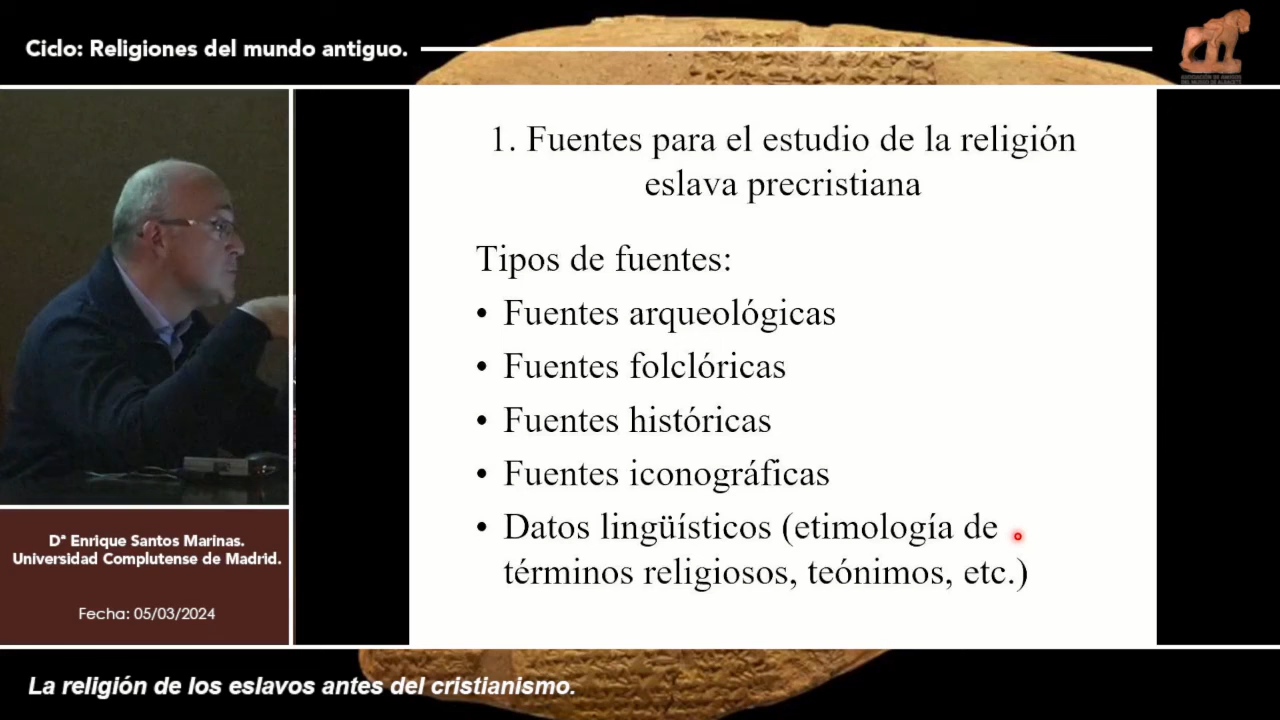 Ciclo: Religiones del mundo antiguo.
1. Fuentes para el estudio de la religión
eslava precristiana
Tipos de fuentes:
• Fuentes arqueológicas
• Fuentes folclóricas
• Fuentes históricas
• Fuentes iconográficas
• Datos lingüísticos (etimología de
términos religiosos, teónimos, etc.)
Dª Enrique Santos Marinas.
Universidad Complutense de Madrid.
Fecha: 05/03/2024
La religión de los eslavos antes del cristianismo.